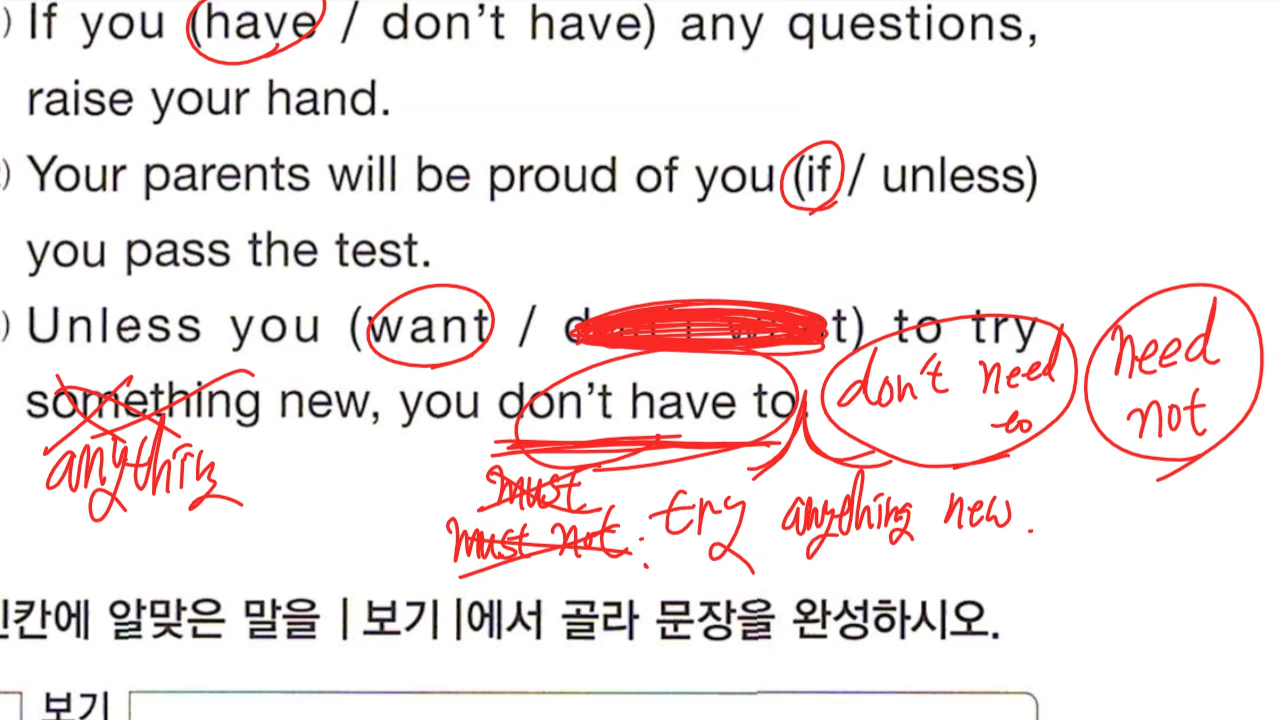 ) If you (have / don't have) any questions,
raise your hand.
) Your parents will be proud of you (if / unless)
you pass the test.
) Unless you (want / d t) to try
something new, you don't have to.
don't need to
need not
anything
must
must not.
try anything new.
빈칸에 알맞은 말을 | 보기 |에서 골라 문장을 완성하시오.
보기